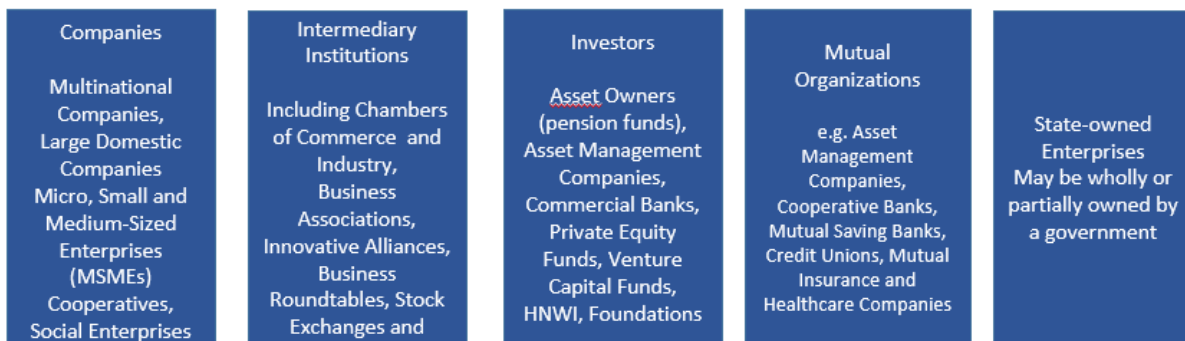 Companies
Multinational
Companies,
Large Domestic
Companies
Micro, Small and
Medium-Sized
Enterprises
(MSMEs)
Cooperatives,
Social Enterprises
Intermediary
Institutions
Including Chambers
of Commerce and
Industry,
Business
Associations,
Innovative Alliances,
Business
Roundtables, Stock
Exchanges and
Investors
Asset Owners
(pension funds),
Asset Management
Companies,
Commercial Banks,
Private Equity
Funds, Venture
Capital Funds,
HNWI, Foundations
Mutual
Organizations
e.g. Asset
Management
Companies,
Cooperative Banks,
Mutual Saving Banks,
Credit Unions, Mutual
Insurance and
Healthcare Companies
State-owned
Enterprises
May be wholly or
partially owned by
a government